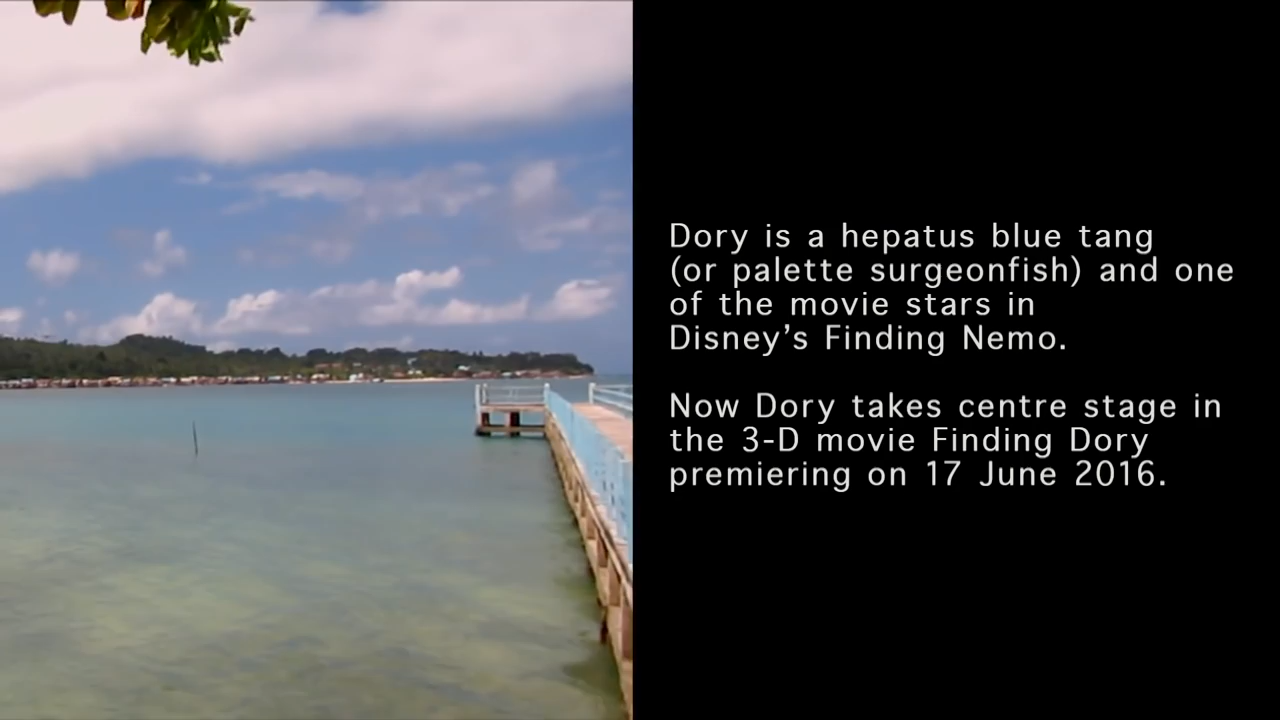 Dory is a hepatus blue tang
(or palette surgeonfish) and one
of the movie stars in
Disney’s Finding Nemo.
Now Dory takes centre stage in
the 3-D movie Finding Dory
premiering on 17 June 2016.